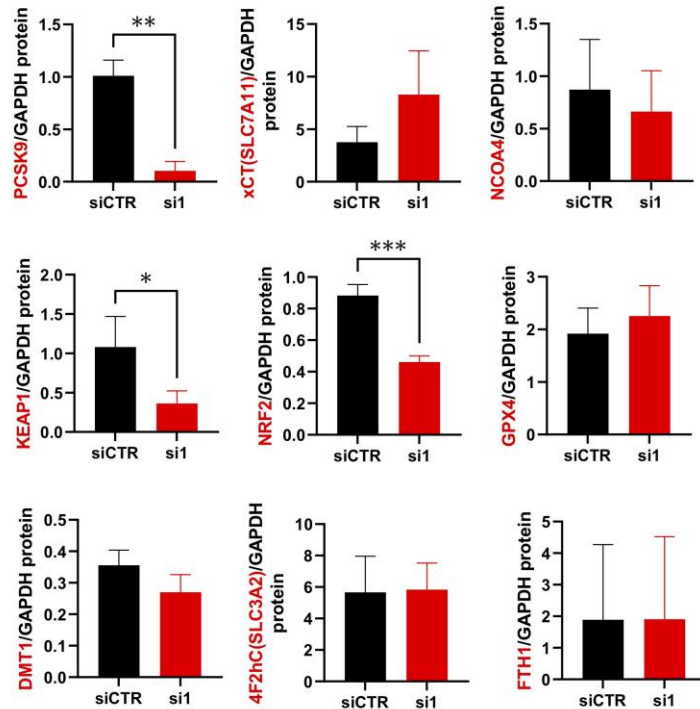 PCSK9/GAPDH protein
1.5
1.0
0.5
0.0
**
siCTR
si1
xCT(SLC7A11)/GAPDH
protein
15
10
5
0
siCTR
si1
NCOA4/GAPDH protein
1.5
1.0
0.5
0.0
siCTR
si1
KEAP1/GAPDH protein
2.0
1.5
1.0
0.5
0.0
*
siCTR
si1
NRF2/GAPDH protein
1.0
0.8
0.6
0.4
0.2
0.0
***
siCTR
si1
GPX4/GAPDH protein
3
2
1
0
siCTR
si1
DMT1/GAPDH protein
0.5
0.4
0.3
0.2
0.1
0.0
siCTR
si1
4F2hC(SLC3A2)/GAPDH
protein
10
8
6
4
2
0
siCTR
si1
FTH1/GAPDH protein
5
4
3
2
1
0
siCTR
si1